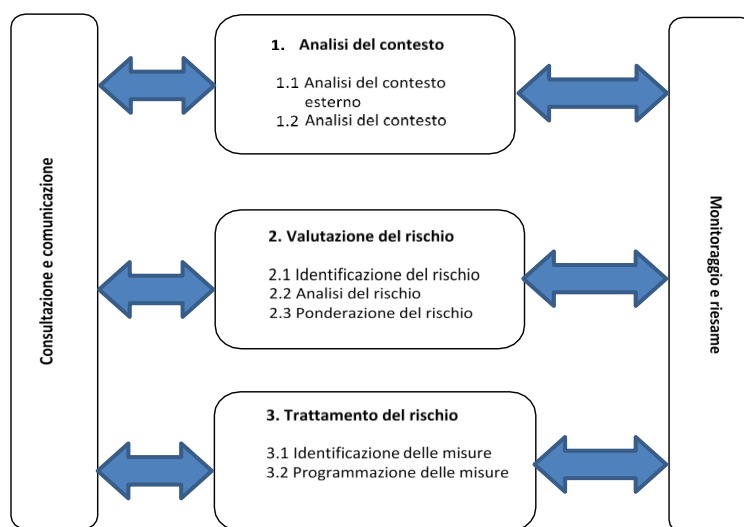 Consultazione e comunicazione
1. Analisi del contesto
1.1 Analisi del contesto
esterno
1.2 Analisi del contesto
2. Valutazione del rischio
2.1 Identificazione del rischio
2.2 Analisi del rischio
2.3 Ponderazione del rischio
3. Trattamento del rischio
3.1 Identificazione delle misure
3.2 Programmazione delle misure
Monitoraggio e riesame